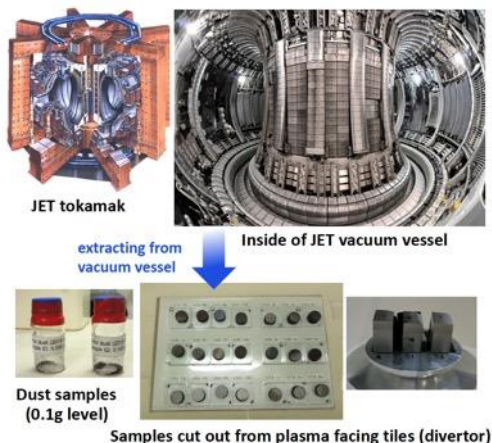 JET tokamak
Inside of JET vacuum vessel
extracting from
vacuum vessel
Dust samples
(0.1g level)
Samples cut out from plasma facing tiles (divertor)